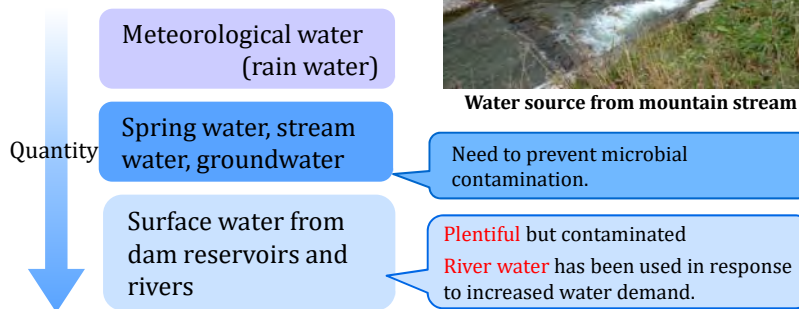 Meteorological water
(rain water)
Water source from mountain stream
Quantity
Spring water, stream
water, groundwater
Need to prevent microbial
contamination.
Surface water from
dam reservoirs and
rivers
Plentiful but contaminated
River water has been used in response
to increased water demand.